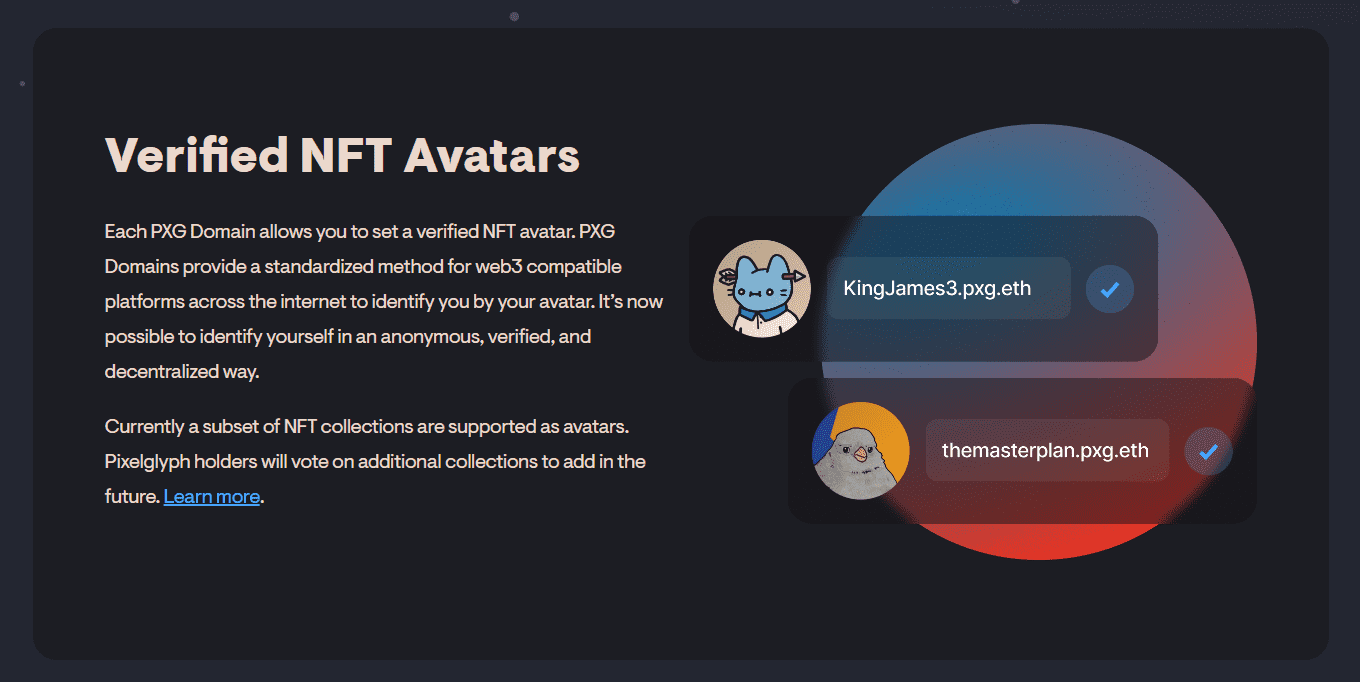 Verified NFT Avatars
Each PXG Domain allows you to set a verified NFT avatar. PXG
Domains provide a standardized method for web3 compatible
platforms across the internet to identify you by your avatar. It’s now
possible to identify yourself in an anonymous, verified, and
decentralized way.
Currently a subset of NFT collections are supported as avatars.
Pixelglyph holders will vote on additional collections to add in the
future. Learn more.
KingJames3.pxg.eth
themasterplan.pxg.eth